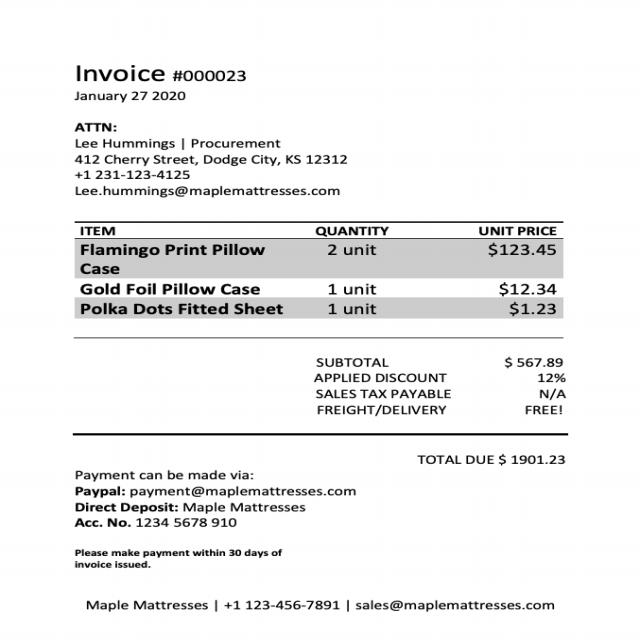 Invoice #000023
January 27 2020
ATTN:
Lee Hummings | Procurement
412 Cherry Street, Dodge City, KS 12312
+1 231-123-4125
Lee.hummings@maplemattresses.com
ITEM QUANTITY UNIT PRICE
Flamingo Print Pillow 2 unit $123.45
Case
Gold Foil Pillow Case 1 unit $12.34
Polka Dots Fitted Sheet 1 unit $1.23
SUBTOTAL $ 567.89
APPLIED DISCOUNT 12%
SALES TAX PAYABLE N/A
FREIGHT/DELIVERY FREE!
TOTAL DUE $ 1901.23
Payment can be made via:
Paypal: payment@maplemattresses.com
Direct Deposit: Maple Mattresses
Acc. No. 1234 5678 910
Please make payment within 30 days of
invoice issued.
Maple Mattresses | +1 123-456-7891 | sales@maplemattresses.com